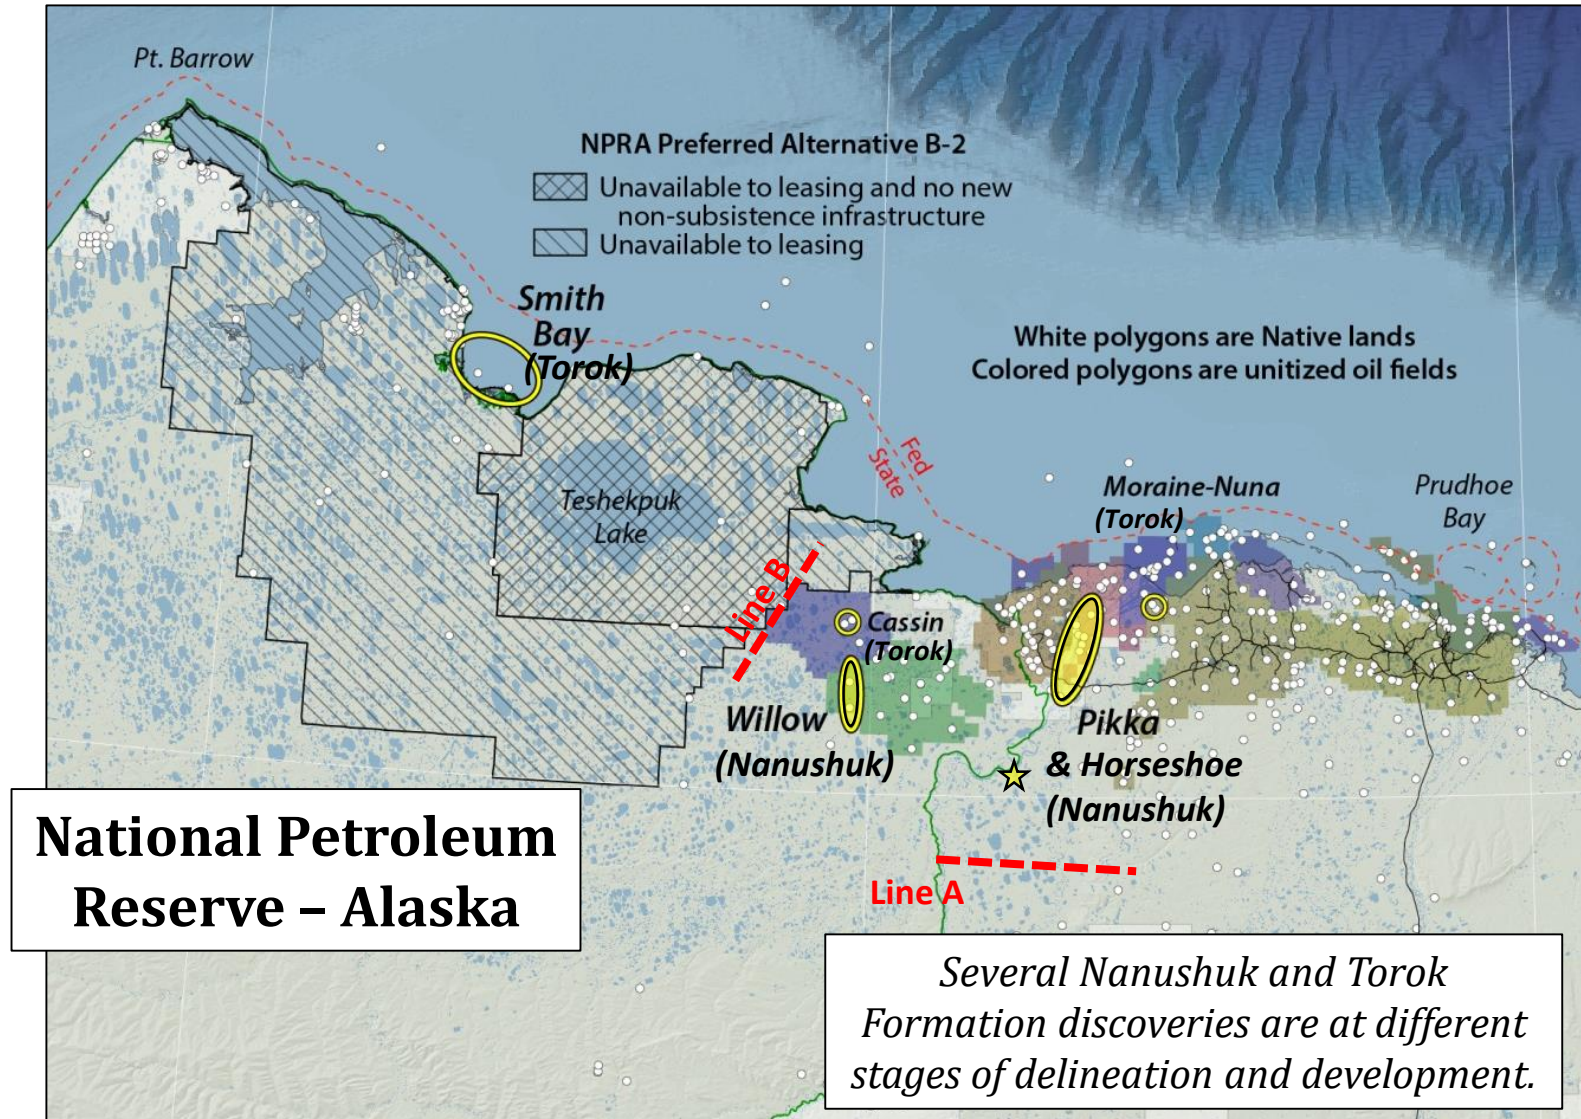 Pt. Barrow
NPRA Preferred Alternative B-2
Unavailable to leasing and no new
non-subsistence infrastructure
Unavailable to leasing
Smith
Bay
(Torok)
White polygons are Native lands
Colored polygons are unitized oil fields
Fed
State
Teshekpuk
Lake
Moraine-Nuna
(Torok)
Prudhoe
Bay
Line B
Cassin
(Torok)
Willow
(Nanushuk)
Pikka
& Horseshoe
(Nanushuk)
Line A
National Petroleum
Reserve – Alaska
Several Nanushuk and Torok
Formation discoveries are at different
stages of delineation and development.